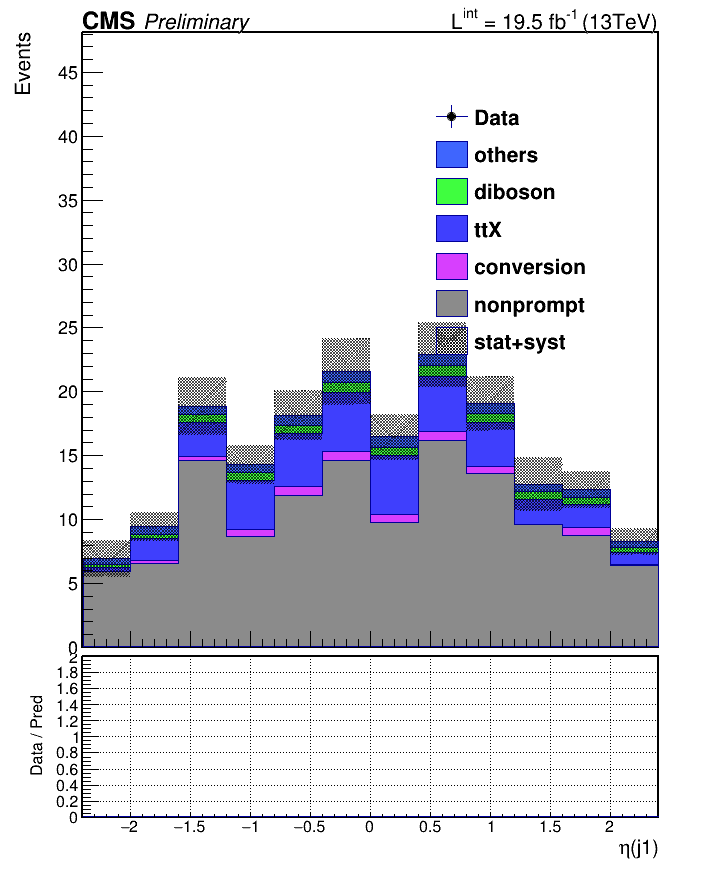 CMS Preliminary
L^int = 19.5 fb^-1 (13TeV)
Events
45
40
35
30
25
20
15
10
5
0
Data
others
diboson
ttX
conversion
nonprompt
stat+syst
Data / Pred
2
1.8
1.6
1.4
1.2
1
0.8
0.6
0.4
0.2
0
−2 −1.5 −1 −0.5 0 0.5 1 1.5 2
η(j1)